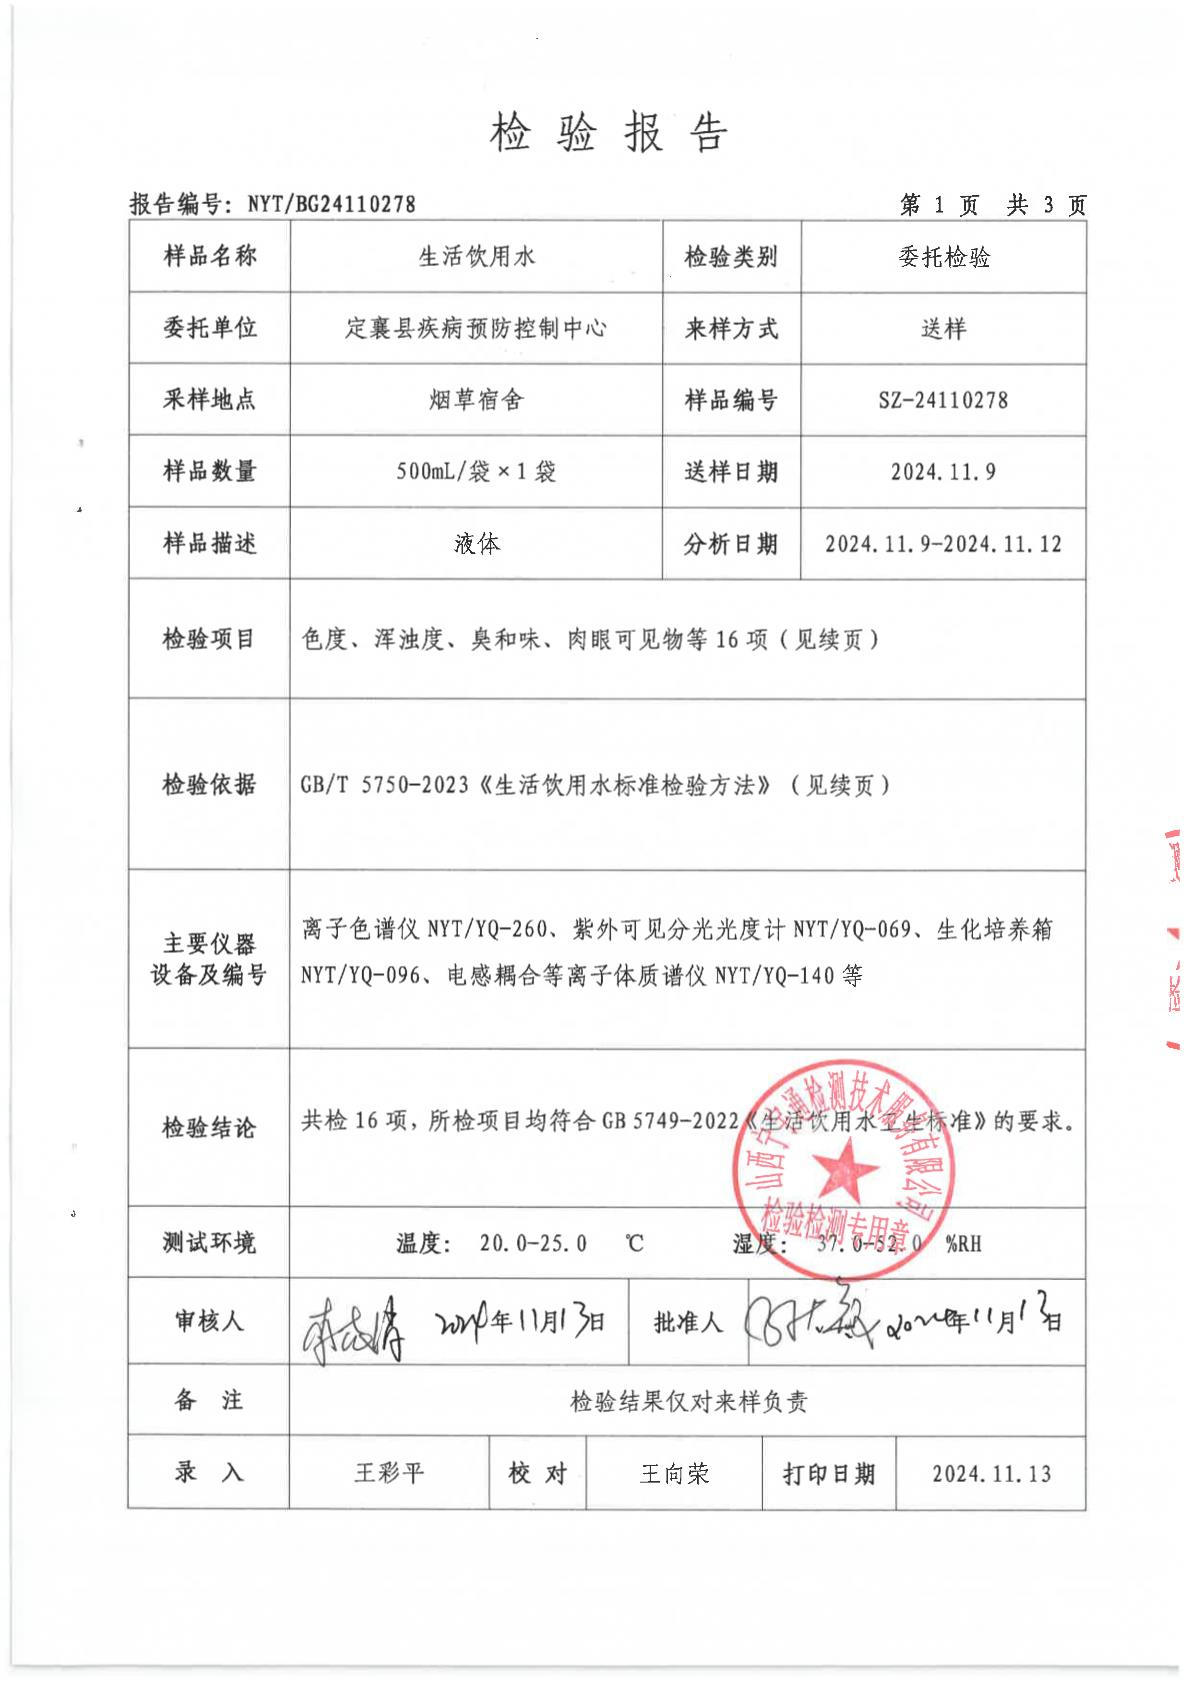 检验报告
报告编号：NYT/BG24110278 第 1 页 共 3 页
样品名称 生活饮用水 检验类别 委托检验
委托单位 定襄县疾病预防控制中心 来样方式 送样
采样地点 烟草宿舍 样品编号 SZ-24110278
样品数量 500mL/袋×1袋 送样日期 2024.11.9
样品描述 液体 分析日期 2024.11.9-2024.11.12
检验项目 色度、浑浊度、臭和味、肉眼可见物等16项（见续页）
检验依据 GB/T 5750-2023《生活饮用水标准检验方法》（见续页）
主要仪器
设备及编号
离子色谱仪 NYT/YQ-260、紫外可见分光光度计 NYT/YQ-069、生化培养箱
NYT/YQ-096、电感耦合等离子体质谱仪 NYT/YQ-140 等
检验结论 共检16项，所检项目均符合GB 5749-2022《生活饮用水卫生标准》的要求。
检验检测专用章
测试环境 温度： 20.0-25.0 ℃ 湿度： 37.0-52.0 %RH
审核人 2024年11月13日 批准人 2024年11月13日
备 注 检验结果仅对来样负责
录 入 王彩平 校 对 王向荣 打印日期 2024.11.13